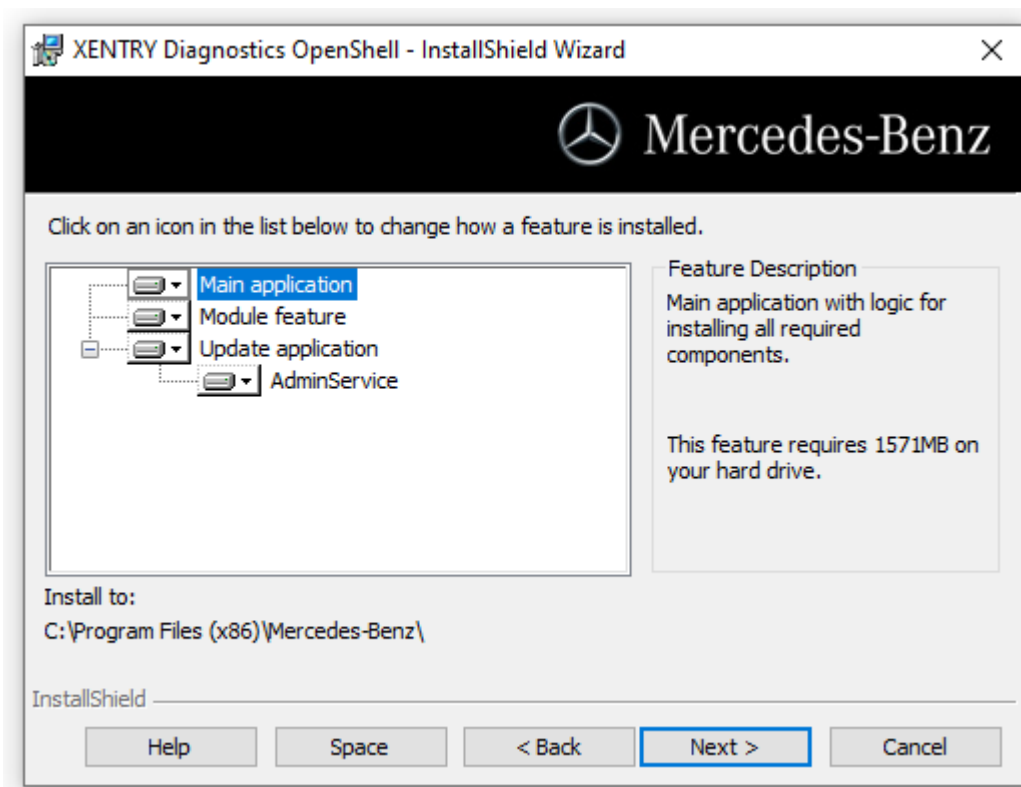 XENTRY Diagnostics OpenShell - InstallShield Wizard
Mercedes-Benz
Click on an icon in the list below to change how a feature is installed.
Main application
Module feature
Update application
AdminService
Feature Description
Main application with logic for
installing all required
components.
This feature requires 1571MB on
your hard drive.
Install to:
C:\Program Files (x86)\Mercedes-Benz\
InstallShield
Help
Space
< Back
Next >
Cancel